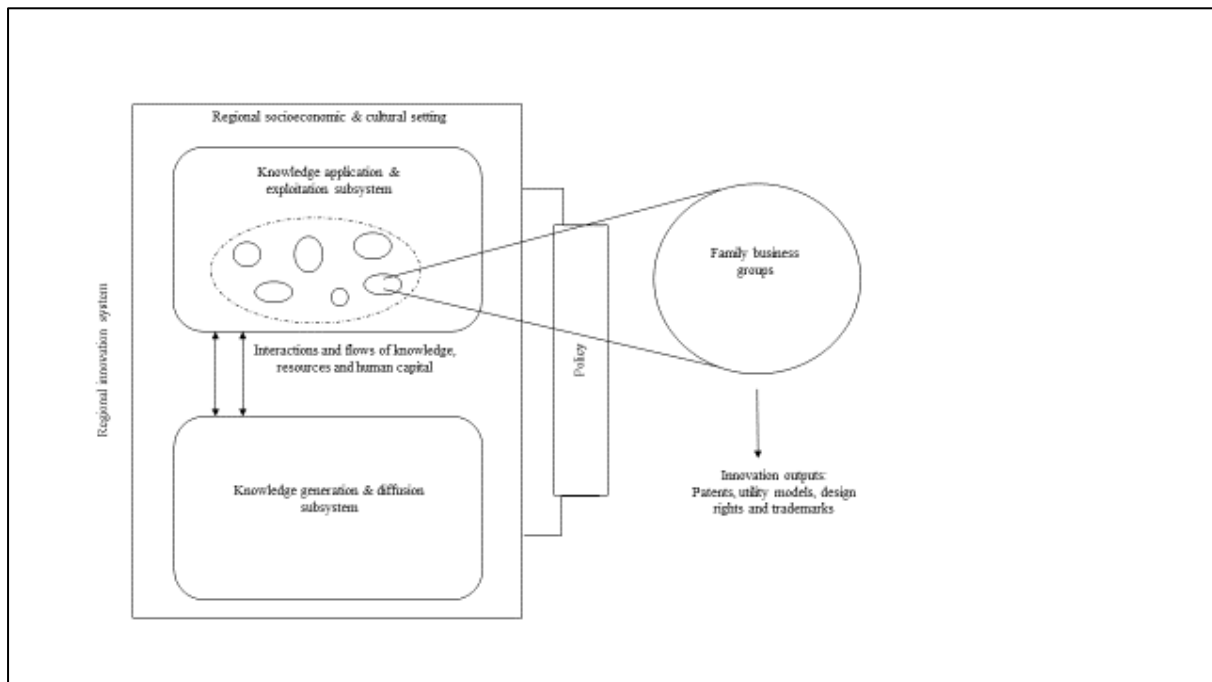 Regional socioeconomic & cultural setting
Knowledge application &
exploitation subsystem
Interactions and flows of knowledge,
resources and human capital
Knowledge generation & diffusion
subsystem
Regional innovation system
Policy
Family business
groups
Innovation outputs:
Patents, utility models, design
rights and trademarks